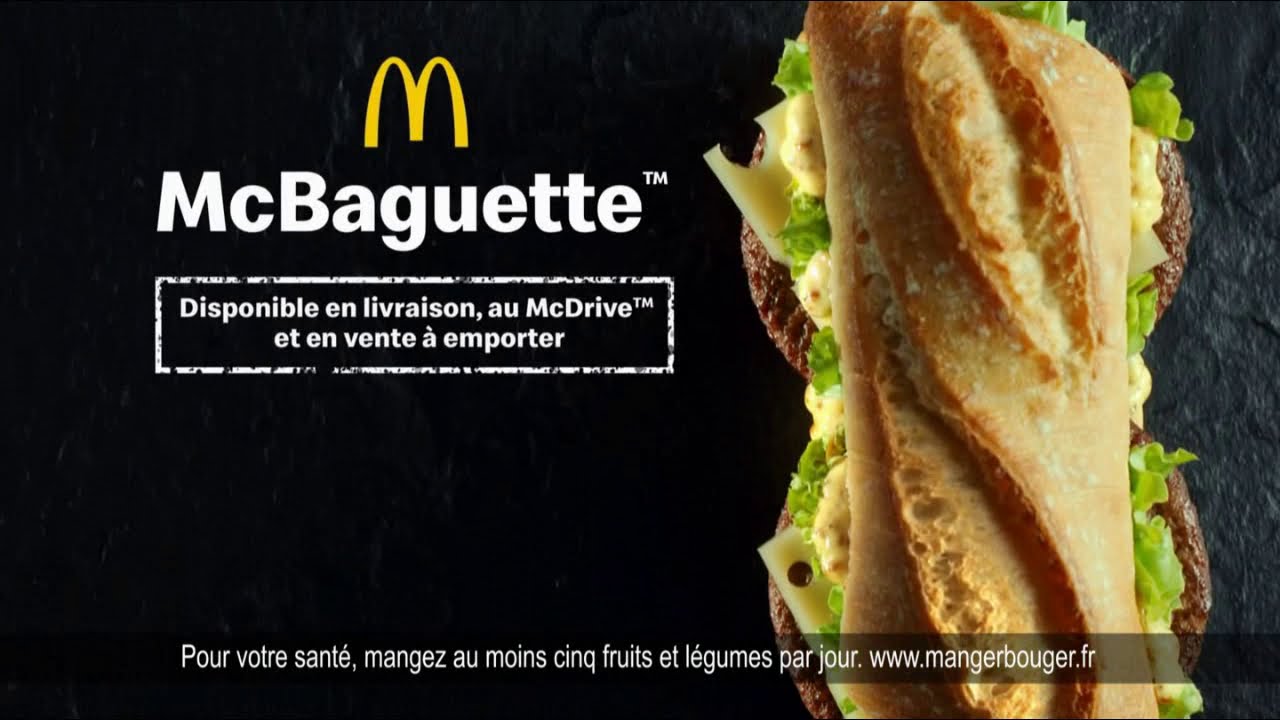 McBaguette™
Disponible en livraison, au McDrive™
et en vente à emporter
Pour votre santé, mangez au moins cinq fruits et légumes par jour. www.mangerbouger.fr